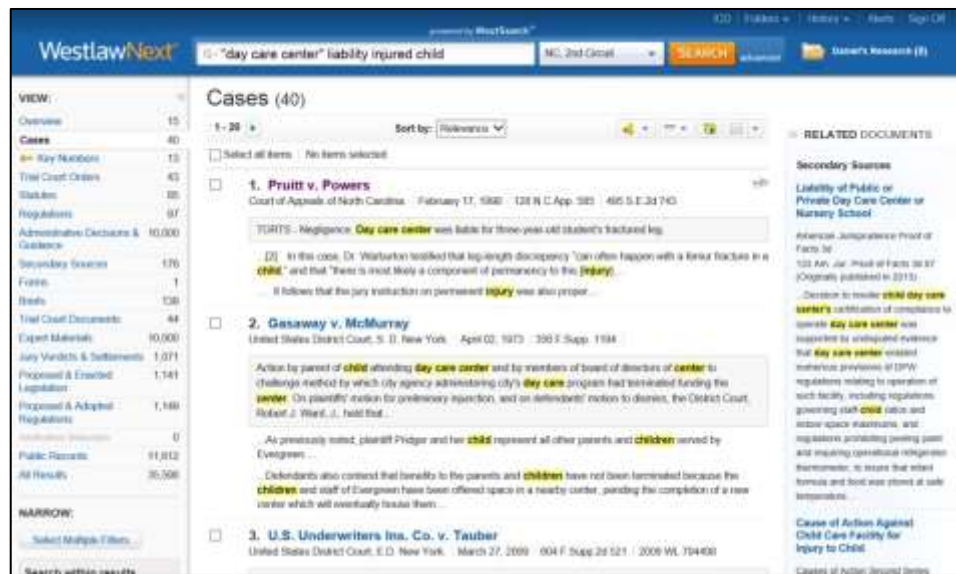 ICO Folders History Alerts Sign Off
powered by WestSearch
WestlawNext
"day care center" liability injured child
NC, 2nd Circuit
SEARCH
advanced
Research (0)
VIEW:
Overview 15
Cases 40
Key Numbers 13
Trial Court Orders 43
Statutes
Regulations 97
Administrative Decisions & Guidance 10,000
Secondary Sources 176
Forms 1
Briefs 138
Trial Court Documents 44
Expert Materials 10,000
Jury Verdicts & Settlements 1,071
Proposed & Enacted Legislation 1,141
Proposed & Adopted Regulations
0
Public Records 11,812
All Results
NARROW:
Select Multiple Filters
Search within results
Cases (40)
1 - 20
Sort by: Relevance
Select all items No items selected
1. Pruitt v. Powers
Court of Appeals of North Carolina February 17, 1998 128 N.C.App. 585 495 S.E.2d 743
TORTS - Negligence. Day care center was liable for three-year-old student's fractured leg.
...[2] In this case, Dr. Warburton testified that leg-length discrepancy "can often happen with a femur fracture in a
child," and that "there is most likely a component of permanency to this [injury]...
... It follows that the jury instruction on permanent injury was also proper...
2. Gasaway v. McMurray
United States District Court, S. D. New York. April 02, 1973 356 F.Supp. 1194
Action by parent of child attending day care center and by members of board of directors of center to
challenge method by which city agency administering city's day care program had terminated funding the
center. On plaintiffs' motion for preliminary injunction, and on defendants' motion to dismiss, the District Court,
Robert J. Ward, J., held that...
...As previously noted, plaintiff Pridger and her child represent all other parents and children served by
Evergreen...
...Defendants also contend that benefits to the parents and children have not been terminated because the
children and staff of Evergreen have been offered space in a nearby center, pending the completion of a new
center which will eventually house them...
3. U.S. Underwriters Ins. Co. v. Tauber
United States District Court, E.D. New York. March 27, 2009 604 F.Supp.2d 521 2009 WL
RELATED DOCUMENTS
Secondary Sources
Liability of Public or
Private Day Care Center or
Nursery School
American Jurisprudence Proof of
Facts 3d
(Originally published in 2013)
...Decision to revoke child day care
center's certification of compliance to
operate day care center was
supported by undisputed evidence
that day care center violated
numerous provisions of DPW
regulations relating to operation of
such facility, including regulations
governing staff-child ratios and
indoor space maximums, and
regulations prohibiting peeling paint
and requiring operational refrigerator
thermometer, to ensure that infant
formula and food was stored at safe
temperature...
Cause of Action Against
Child Care Facility for
Injury to Child
Causes of Action Second Series